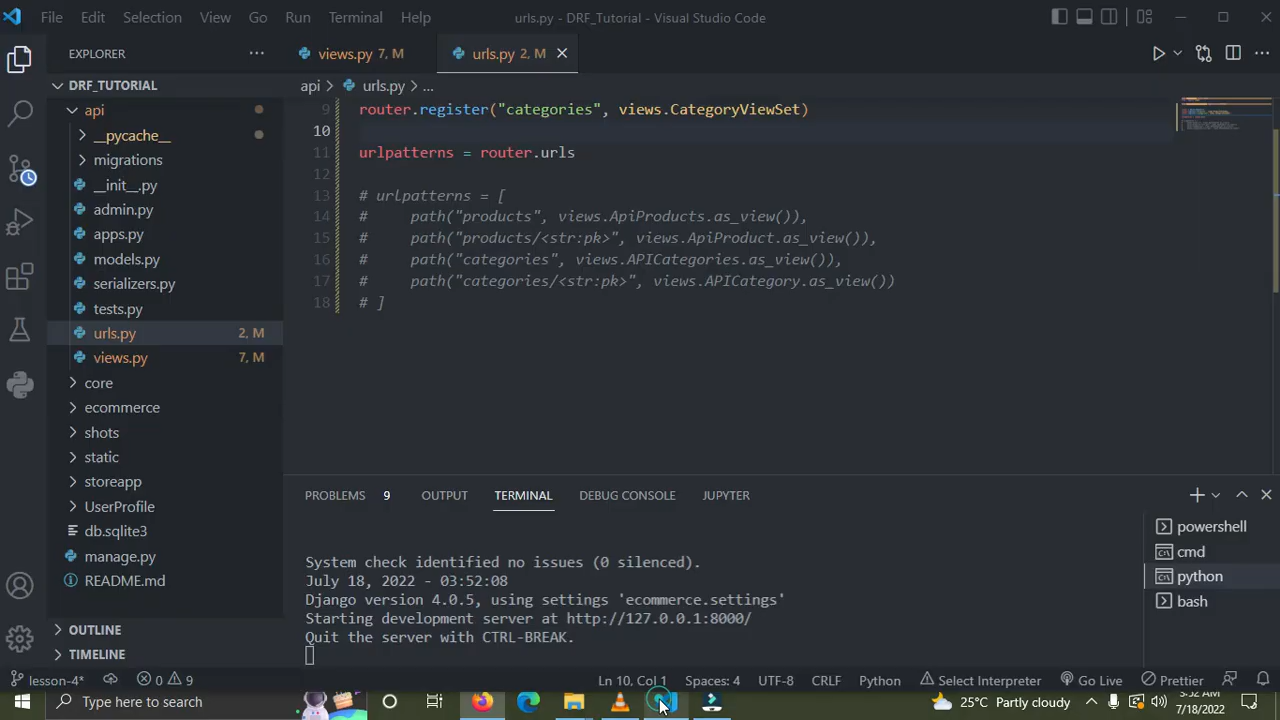 File Edit Selection View Go Run Terminal Help urls.py - DRF_Tutorial - Visual Studio Code
EXPLORER
views.py 7, M
urls.py 2, M
DRF_TUTORIAL
api > urls.py > ...
api
__pycache__
migrations
__init__.py
admin.py
apps.py
models.py
serializers.py
tests.py
urls.py 2, M
views.py 7, M
core
ecommerce
shots
static
storeapp
UserProfile
db.sqlite3
manage.py
README.md
OUTLINE
TIMELINE
9 router.register("categories", views.CategoryViewSet)
10
11 urlpatterns = router.urls
12
13 # urlpatterns = [
14 #     path("products", views.ApiProducts.as_view()),
15 #     path("products/<str:pk>", views.ApiProduct.as_view()),
16 #     path("categories", views.APICategories.as_view()),
17 #     path("categories/<str:pk>", views.APICategory.as_view())
18 # ]
PROBLEMS 9 OUTPUT TERMINAL DEBUG CONSOLE JUPYTER
System check identified no issues (0 silenced).
July 18, 2022 - 03:52:08
Django version 4.0.5, using settings 'ecommerce.settings'
Starting development server at http://127.0.0.1:8000/
Quit the server with CTRL-BREAK.
powershell
cmd
python
bash
lesson-4* 0 9 Ln 10, Col 1 Spaces: 4 UTF-8 CRLF Python Select Interpreter Go Live Prettier
Type here to search
25°C Partly cloudy
3:52 AM
7/18/2022